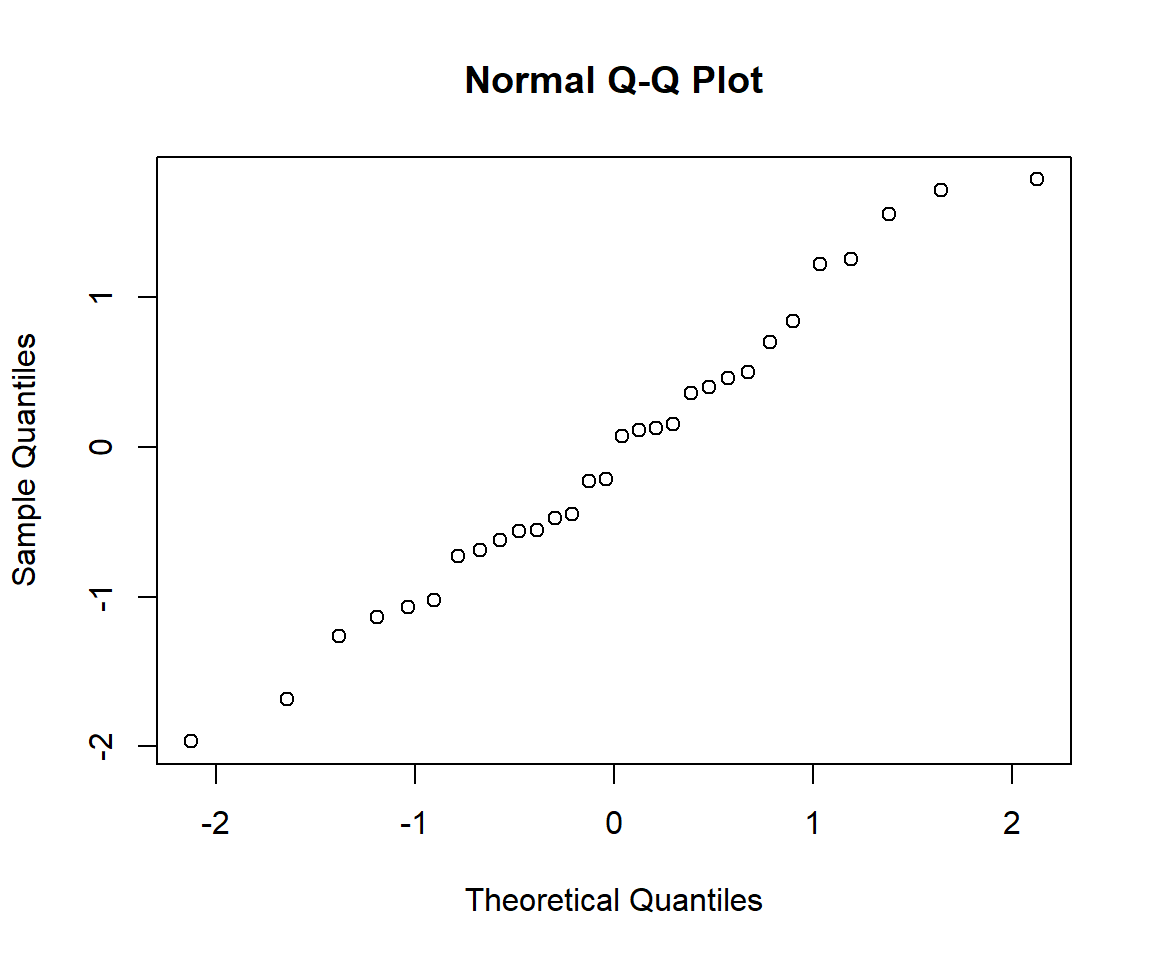 Normal Q-Q Plot
Sample Quantiles
1
0
-1
-2
-2 -1 0 1 2
Theoretical Quantiles